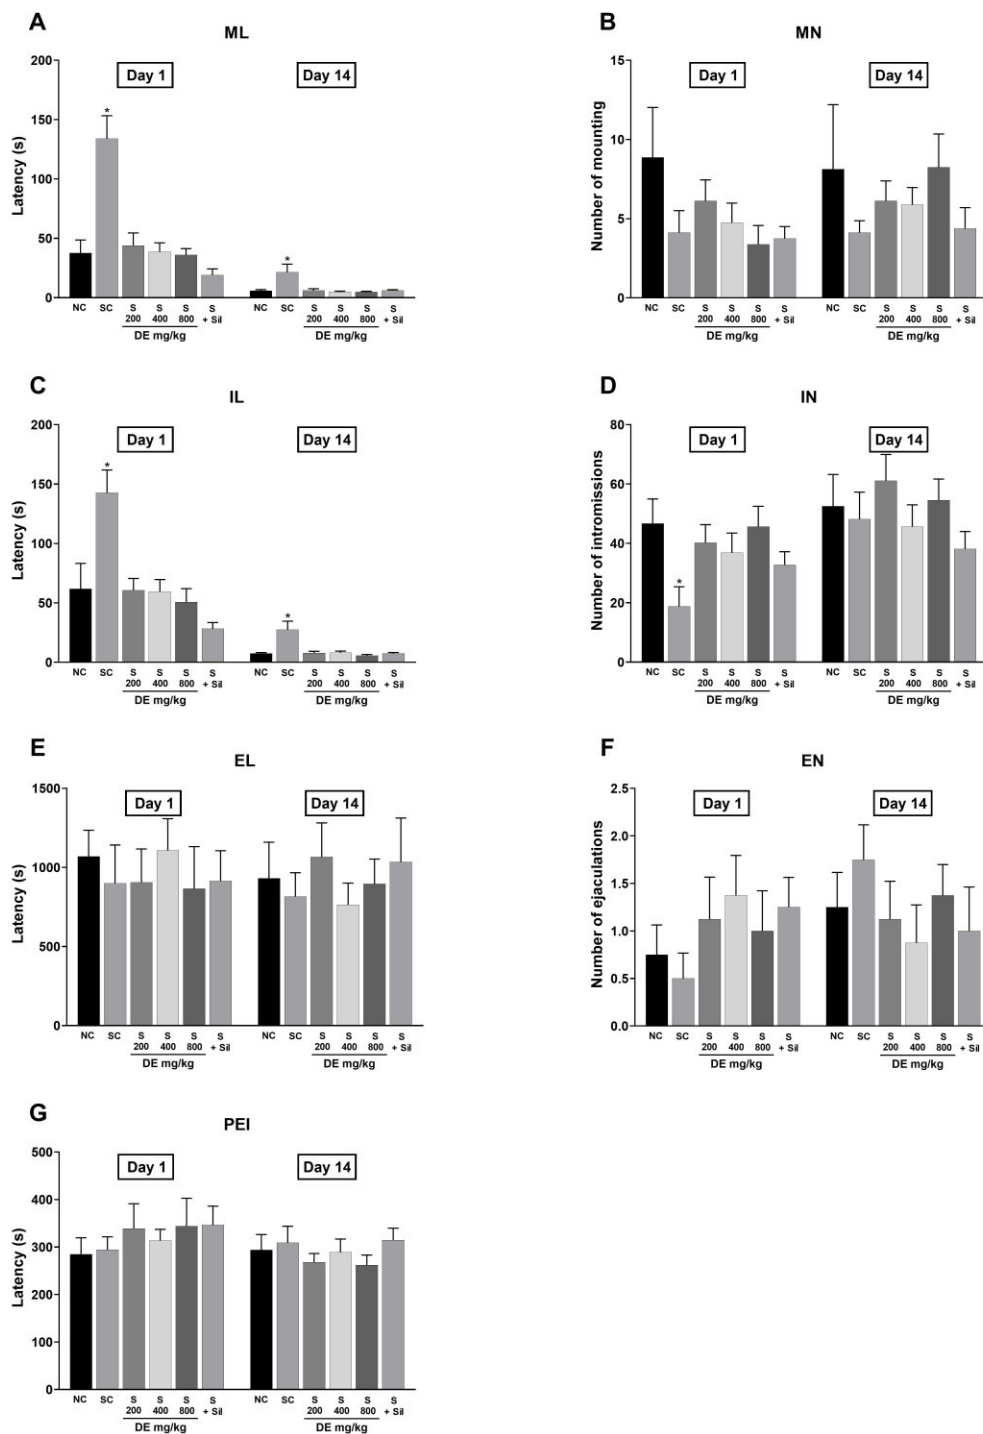 A
ML
200
150
100
50
0
Latency (s)
Day 1
Day 14
*
*
NC SC S S S S NC SC S S S S
200 400 800 + Sil 200 400 800 + Sil
DE mg/kg DE mg/kg
B
MN
15
10
5
0
Number of mounting
Day 1
Day 14
NC SC S S S S NC SC S S S S
200 400 800 + Sil 200 400 800 + Sil
DE mg/kg DE mg/kg
C
IL
200
150
100
50
0
Latency (s)
Day 1
Day 14
*
*
NC SC S S S S NC SC S S S S
200 400 800 + Sil 200 400 800 + Sil
DE mg/kg DE mg/kg
D
IN
80
60
40
20
0
Number of intromissions
Day 1
Day 14
*
NC SC S S S S NC SC S S S S
200 400 800 + Sil 200 400 800 + Sil
DE mg/kg DE mg/kg
E
EL
1500
1000
500
0
Latency (s)
Day 1
Day 14
NC SC S S S S NC SC S S S S
200 400 800 + Sil 200 400 800 + Sil
DE mg/kg DE mg/kg
F
EN
2.5
2.0
1.5
1.0
0.5
0.0
Number of ejaculations
Day 1
Day 14
NC SC S S S S NC SC S S S S
200 400 800 + Sil 200 400 800 + Sil
DE mg/kg DE mg/kg
G
PEI
500
400
300
200
100
0
Latency (s)
Day 1
Day 14
NC SC S S S S NC SC S S S S
200 400 800 + Sil 200 400 800 + Sil
DE mg/kg DE mg/kg